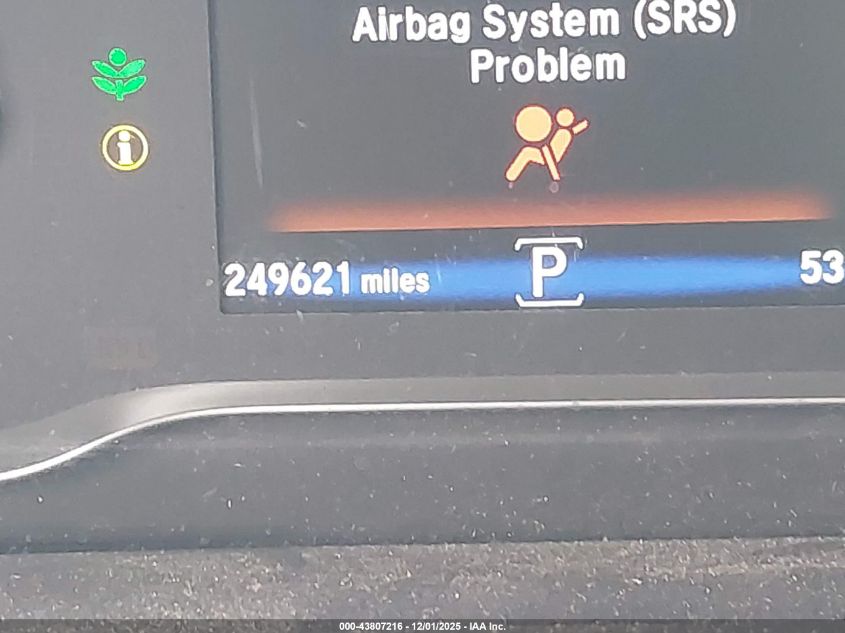 Airbag System (SRS)
Problem
249621 miles
P
53
000-43807216 - 12/01/2025 - IAA Inc.